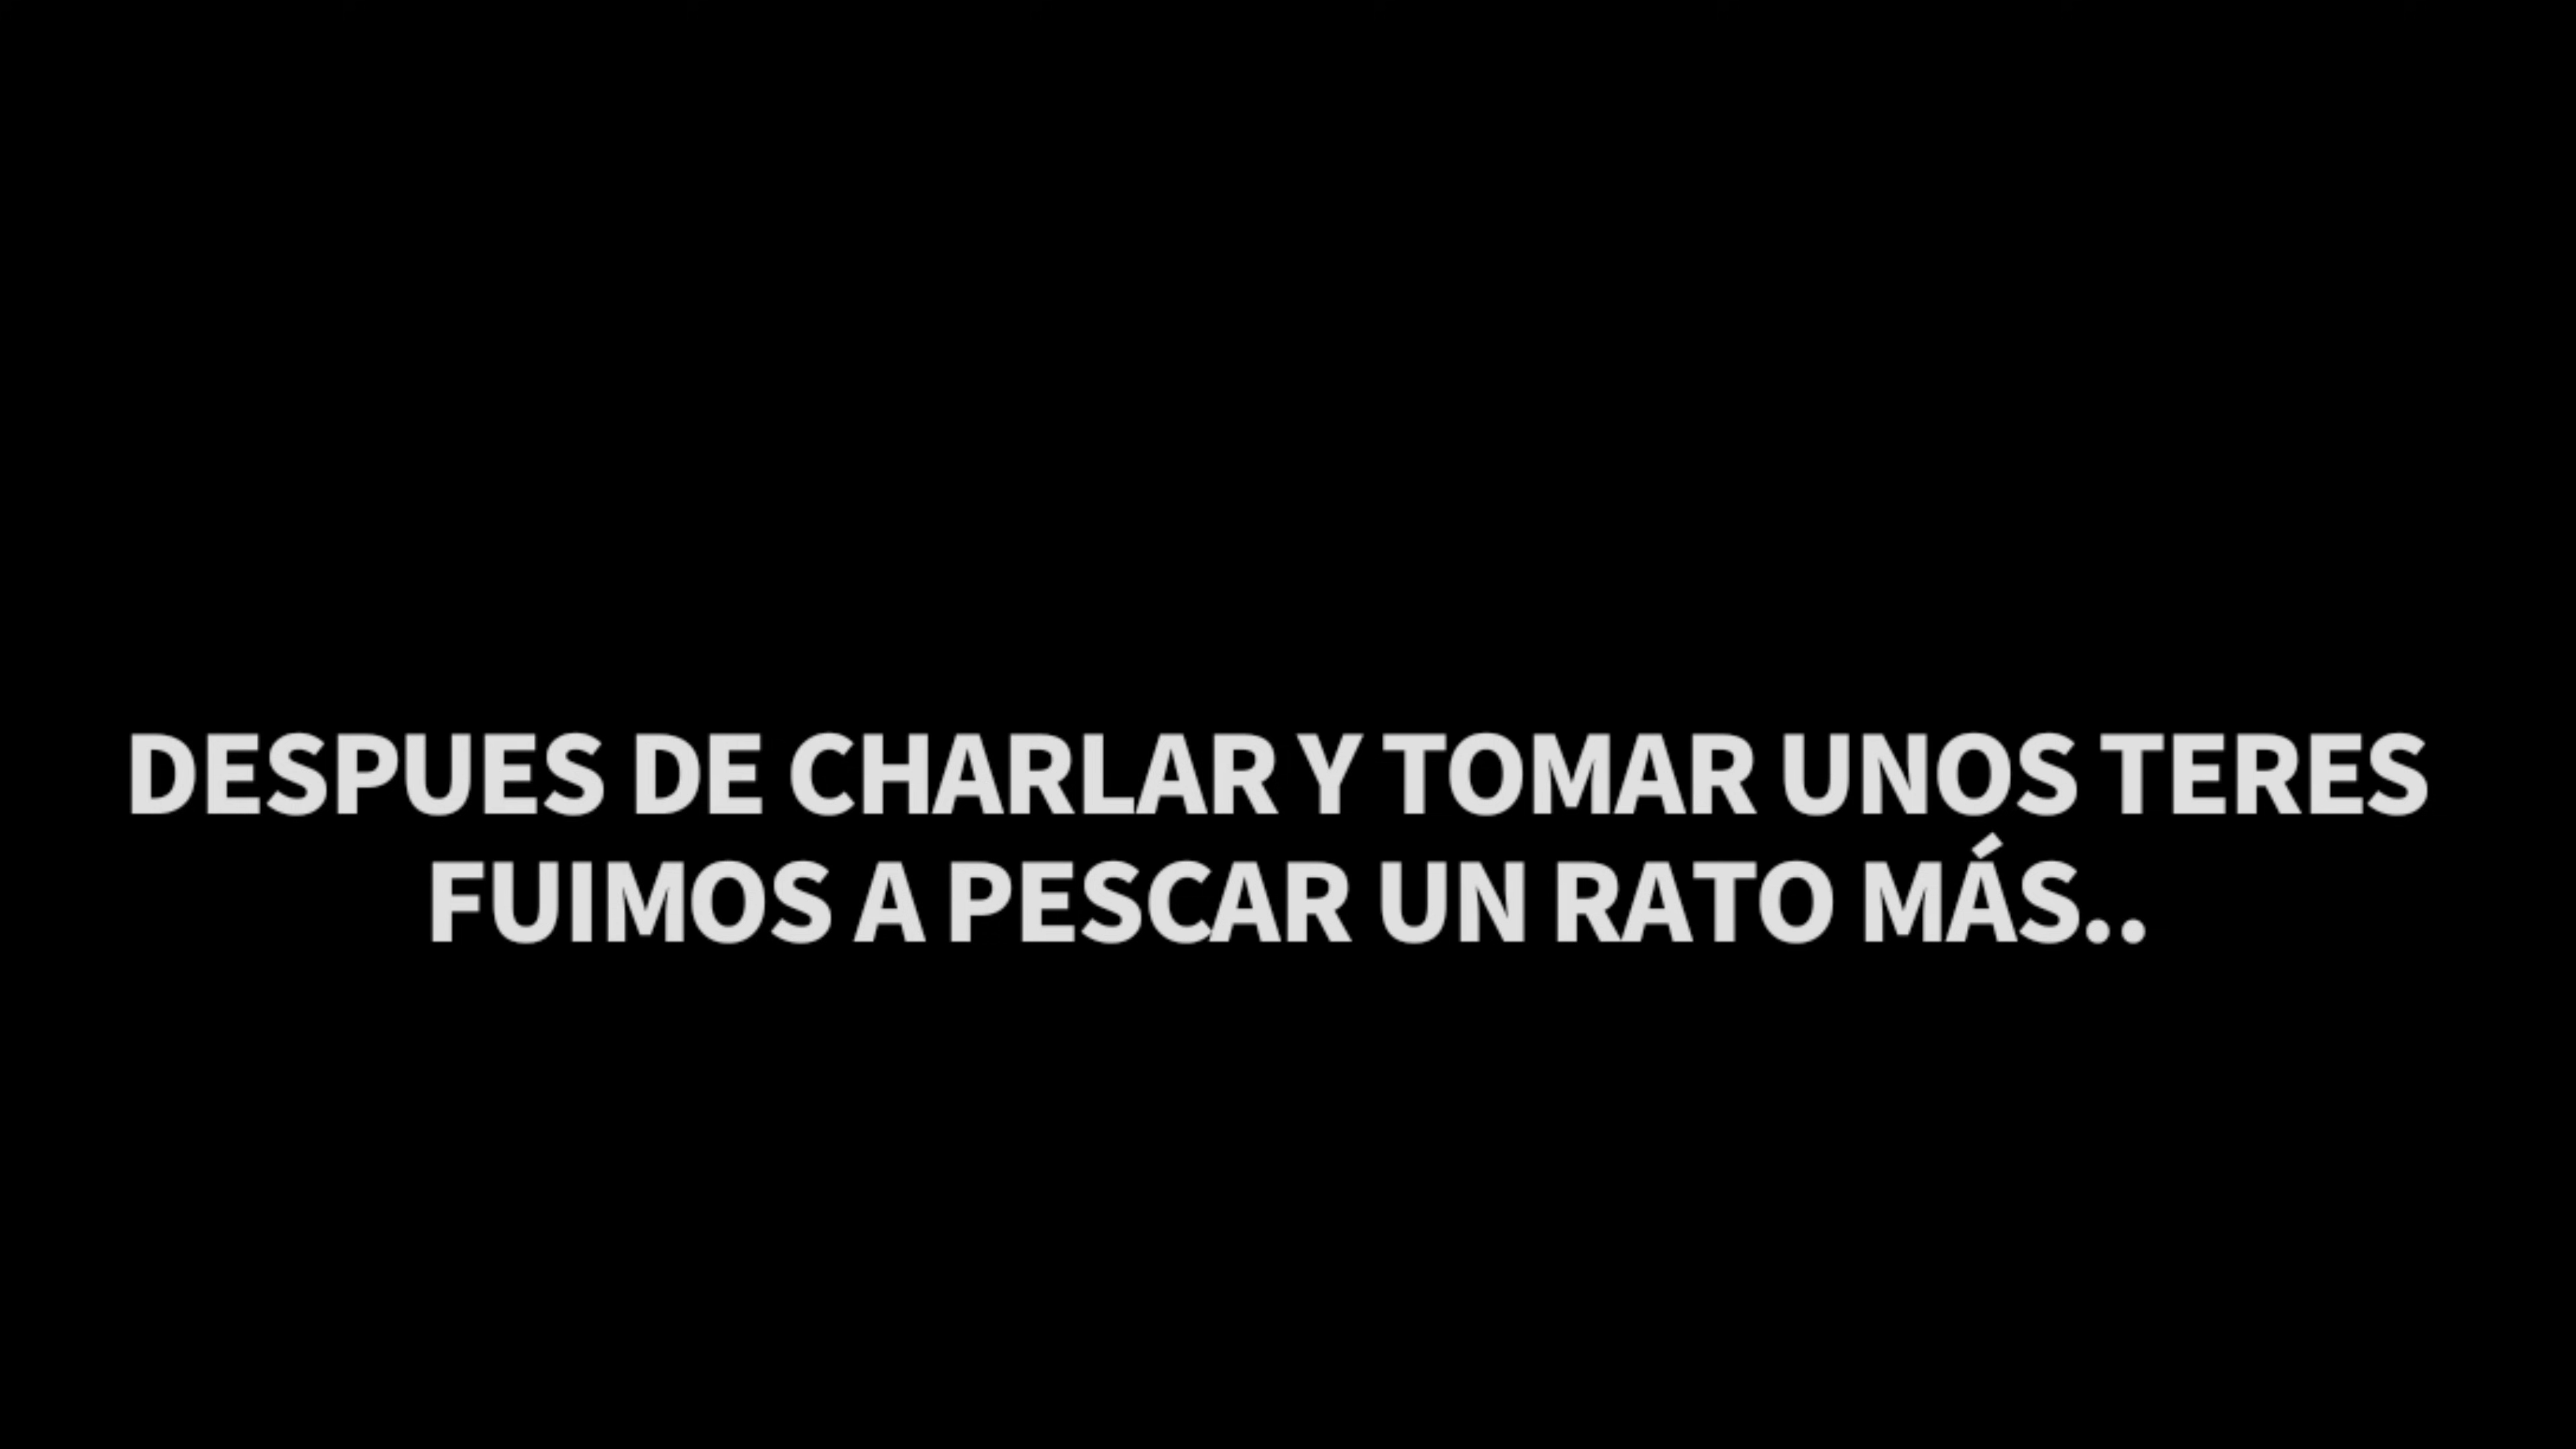 DESPUES DE CHARLAR Y TOMAR UNOS TERES
FUIMOS A PESCAR UN RATO MÁS..